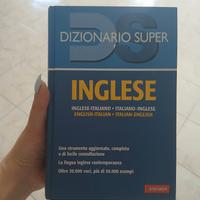 DIZIONARIO SUPER
DS
INGLESE
INGLESE-ITALIANO • ITALIANO-INGLESE
ENGLISH-ITALIAN • ITALIAN-ENGLISH
Uno strumento aggiornato, completo
e di facile consultazione
La lingua inglese contemporanea
Oltre 38.000 voci, più di 50.000 esempi